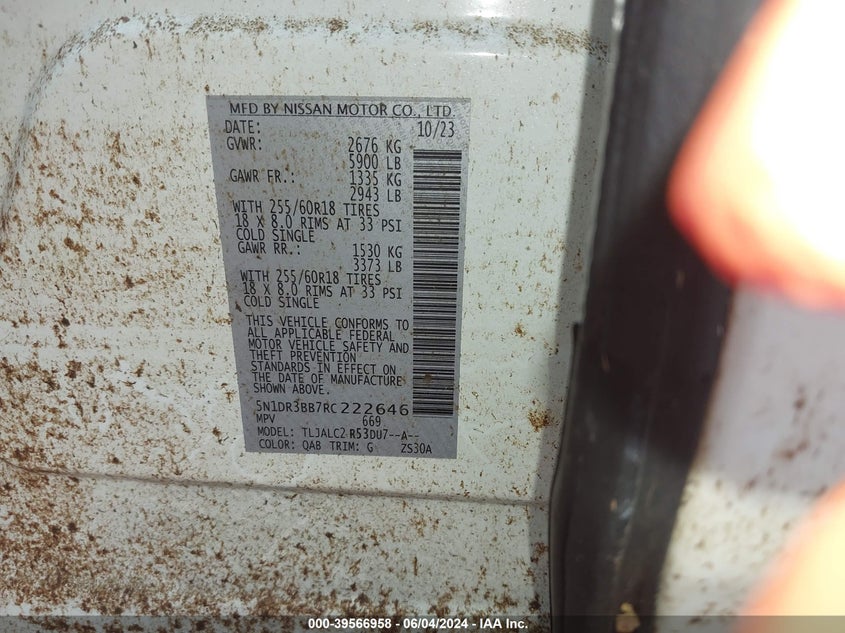 MFD BY NISSAN MOTOR CO., LTD.
DATE: 10/23
GVWR: 2676 KG
5900 LB
GAWR FR.: 1335 KG
2943 LB
WITH 255/60R18 TIRES
18 X 8.0 RIMS AT 33 PSI
COLD SINGLE
GAWR RR.: 1530 KG
3373 LB
WITH 255/60R18 TIRES
18 X 8.0 RIMS AT 33 PSI
COLD SINGLE
THIS VEHICLE CONFORMS TO
ALL APPLICABLE FEDERAL
MOTOR VEHICLE SAFETY AND
THEFT PREVENTION
STANDARDS IN EFFECT ON
THE DATE OF MANUFACTURE
SHOWN ABOVE.
5N1DR3BB7RC222646
MPV 669
MODEL: TLJALC2 R53DU7--A--
COLOR: QAB TRIM: G ZS30A
000-39566958 - 06/04/2024 - IAA Inc.